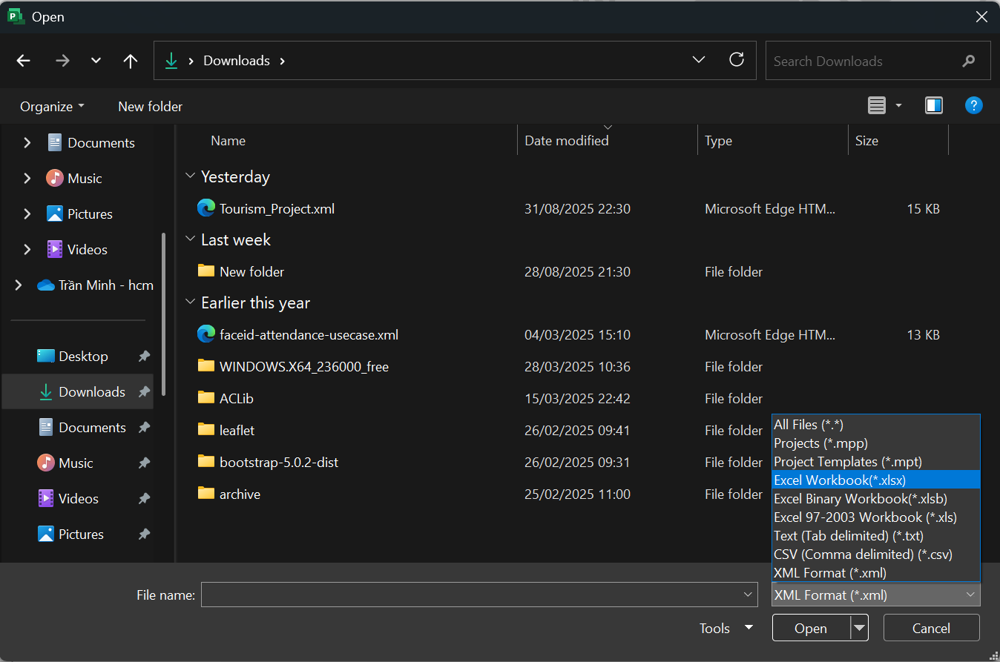 Open
Downloads
Search Downloads
Organize
New folder
Name Date modified Type Size
Documents
Music
Pictures
Videos
Trần Minh - hcm
Desktop
Downloads
Documents
Music
Videos
Pictures
Yesterday
Tourism_Project.xml 31/08/2025 22:30 Microsoft Edge HTM... 15 KB
Last week
New folder 28/08/2025 21:30 File folder
Earlier this year
faceid-attendance-usecase.xml 04/03/2025 15:10 Microsoft Edge HTM... 13 KB
WINDOWS.X64_236000_free 28/03/2025 10:36 File folder
ACLib 15/03/2025 22:42 File folder
leaflet 26/02/2025 09:41 File folder
bootstrap-5.0.2-dist 26/02/2025 09:31 File folder
archive 25/02/2025 11:00 File folder
All Files (*.*)
Projects (*.mpp)
Project Templates (*.mpt)
Excel Workbook(*.xlsx)
Excel Binary Workbook(*.xlsb)
Excel 97-2003 Workbook (*.xls)
Text (Tab delimited) (*.txt)
CSV (Comma delimited) (*.csv)
XML Format (*.xml)
File name: XML Format (*.xml)
Tools Open Cancel